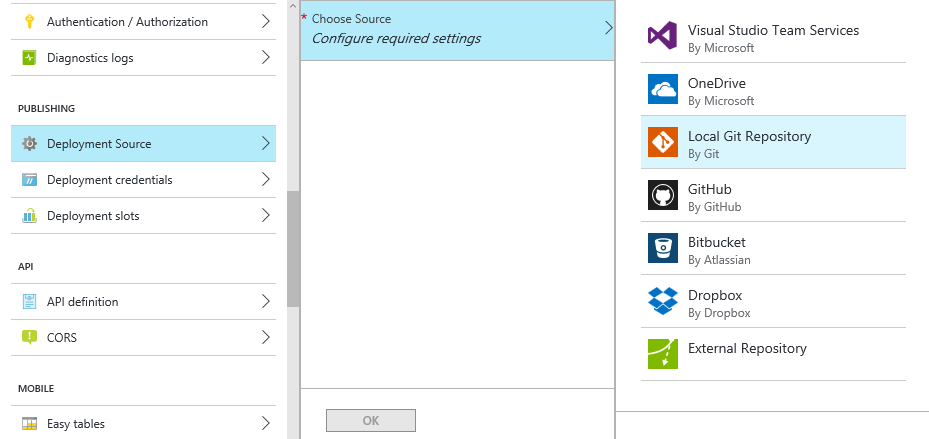 Authentication / Authorization
Diagnostics logs
PUBLISHING
Deployment Source
Deployment credentials
Deployment slots
API
API definition
CORS
MOBILE
Easy tables
* Choose Source
Configure required settings
OK
Visual Studio Team Services
By Microsoft
OneDrive
By Microsoft
Local Git Repository
By Git
GitHub
By GitHub
Bitbucket
By Atlassian
Dropbox
By Dropbox
External Repository